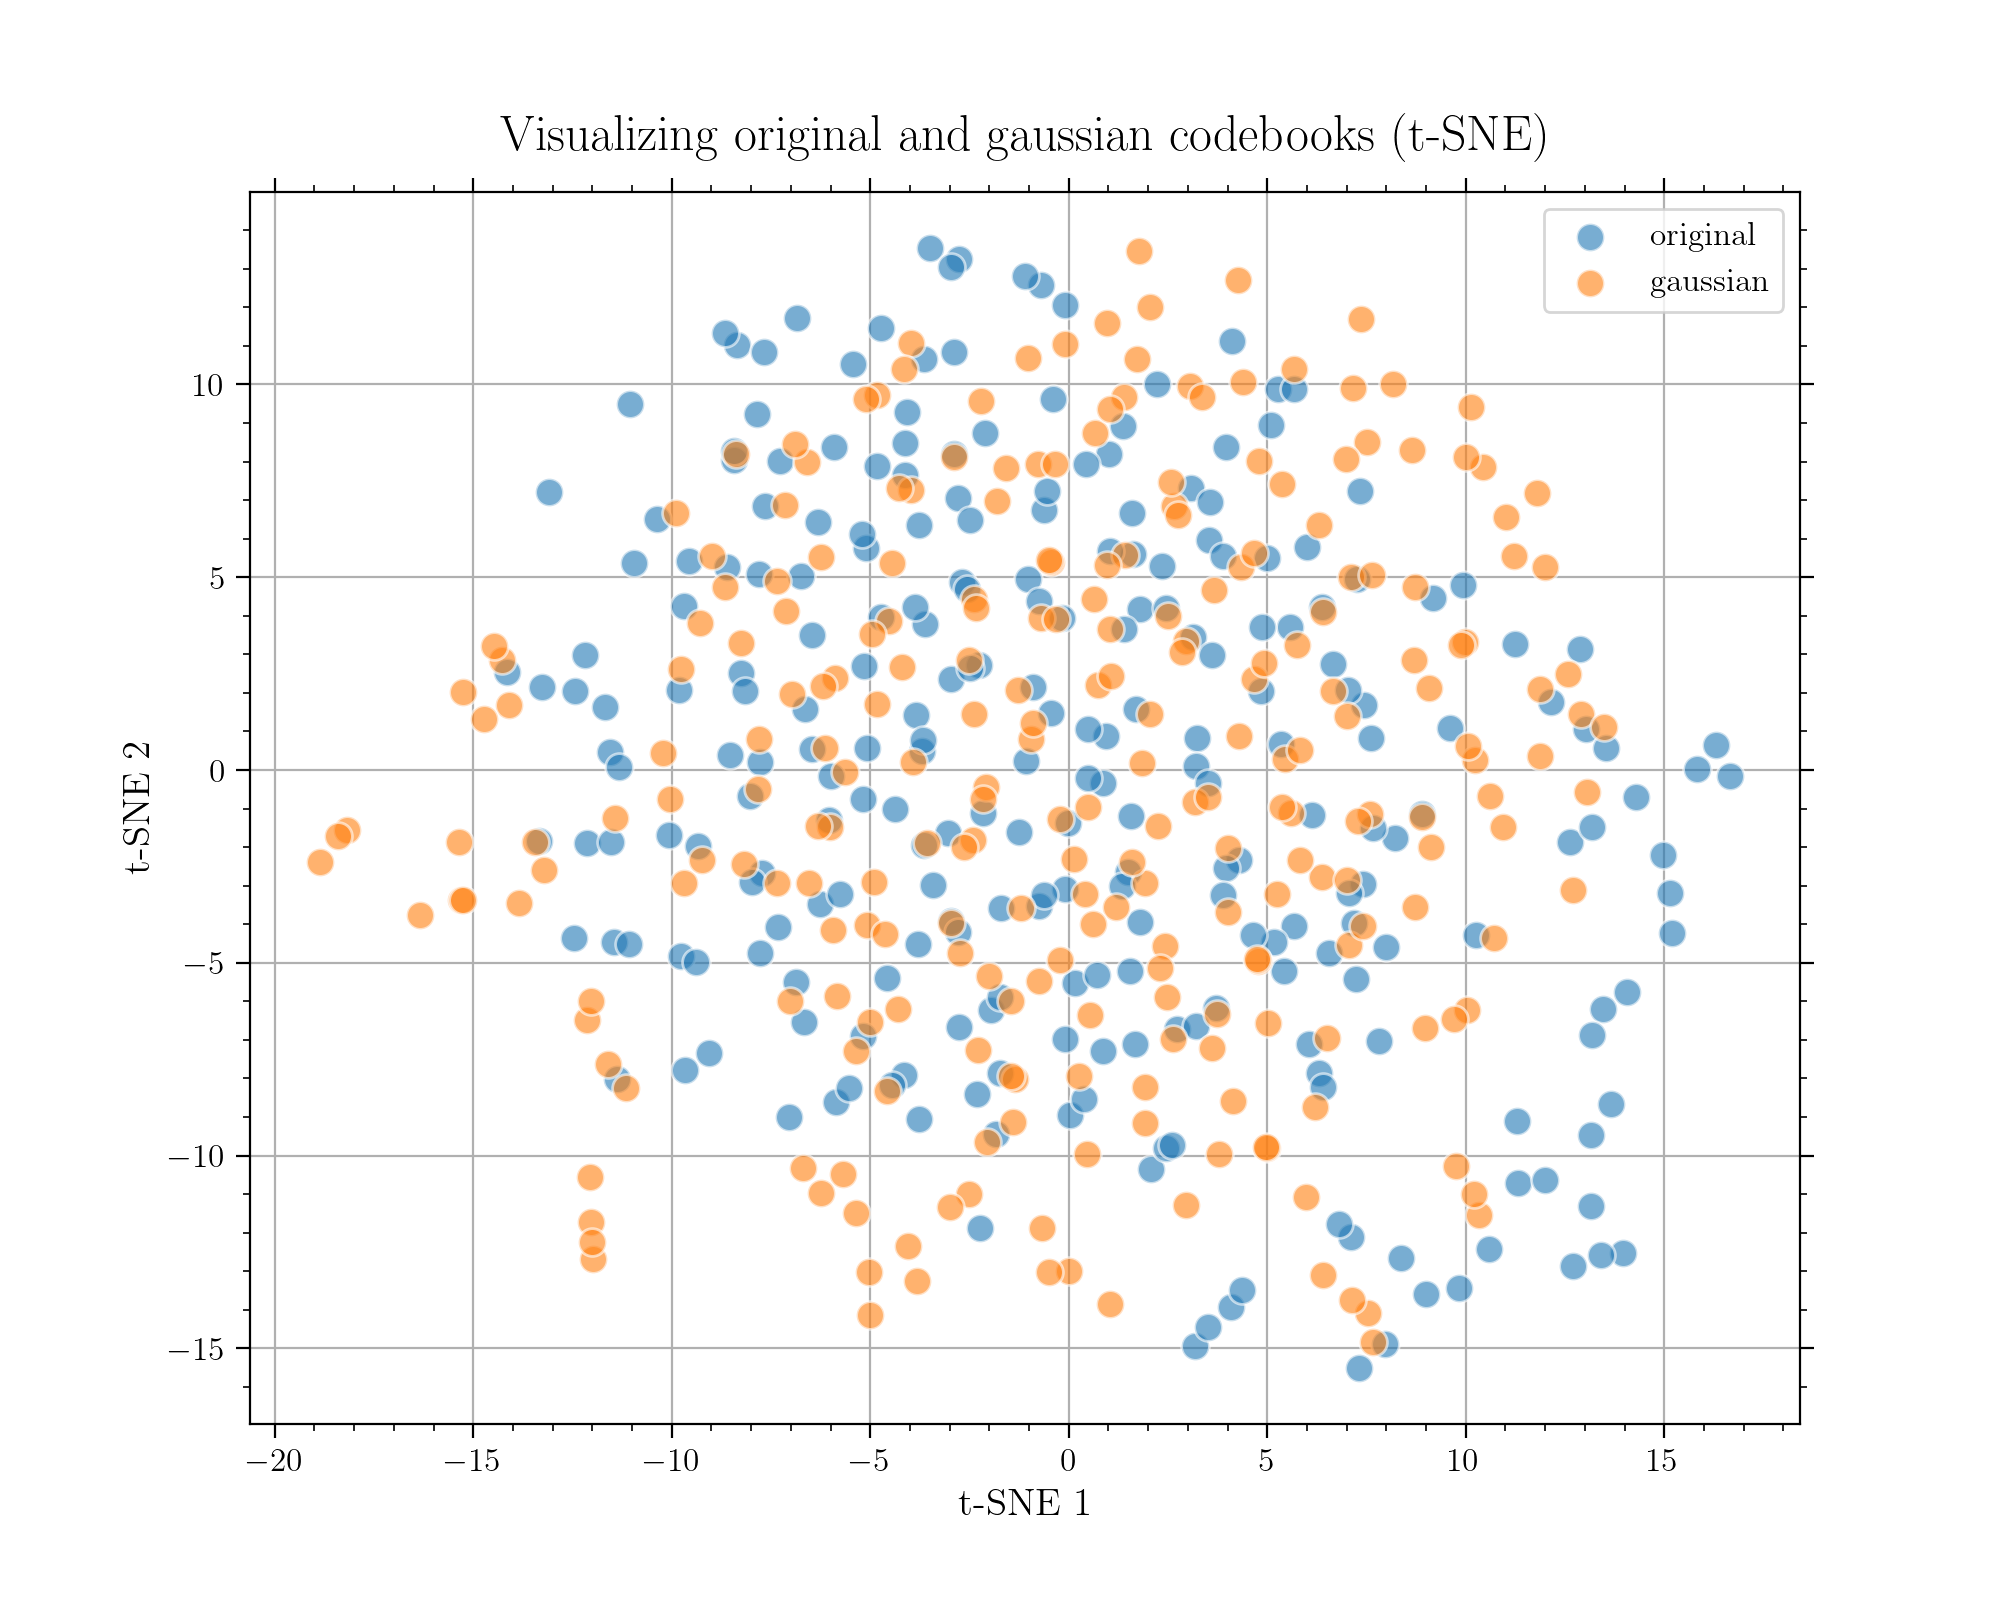 Visualizing original and gaussian codebooks (t-SNE)
original
gaussian
10
5
0
−5
−10
−15
t-SNE 2
−20 −15 −10 −5 0 5 10 15
t-SNE 1